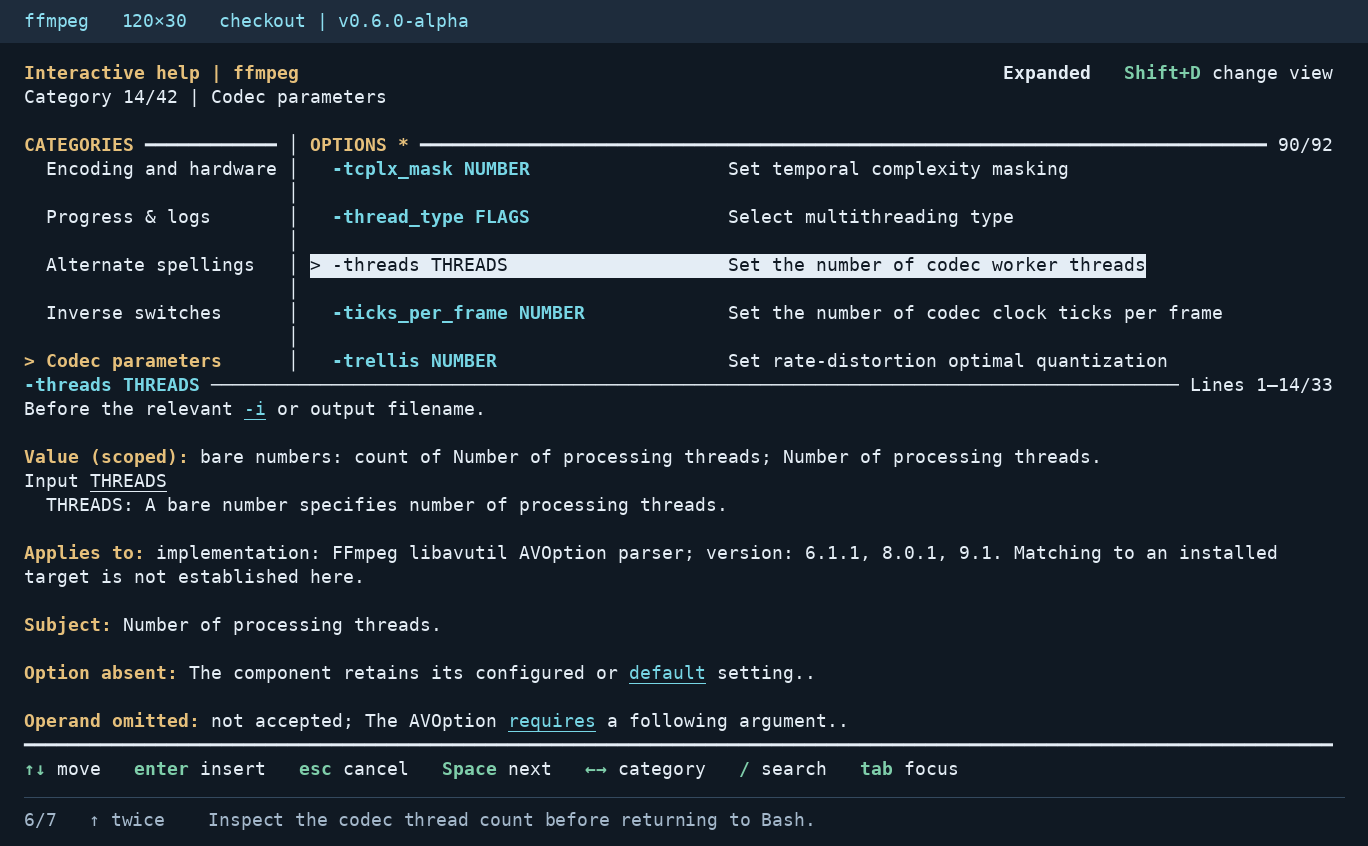 ffmpeg   120×30   checkout | v0.6.0-alpha
Interactive help | ffmpeg   Expanded   Shift+D change view
Category 14/42 | Codec parameters
CATEGORIES   OPTIONS *   90/92
Encoding and hardware   -tcplx_mask NUMBER   Set temporal complexity masking
Progress & logs   -thread_type FLAGS   Select multithreading type
Alternate spellings   > -threads THREADS   Set the number of codec worker threads
Inverse switches   -ticks_per_frame NUMBER   Set the number of codec clock ticks per frame
> Codec parameters   -trellis NUMBER   Set rate-distortion optimal quantization
-threads THREADS   Lines 1–14/33
Before the relevant -i or output filename.
Value (scoped): bare numbers: count of Number of processing threads; Number of processing threads.
Input THREADS
THREADS: A bare number specifies number of processing threads.
Applies to: implementation: FFmpeg libavutil AVOption parser; version: 6.1.1, 8.0.1, 9.1. Matching to an installed
target is not established here.
Subject: Number of processing threads.
Option absent: The component retains its configured or default setting..
Operand omitted: not accepted; The AVOption requires a following argument..
↑↓ move   enter insert   esc cancel   Space next   ←→ category   / search   tab focus
6/7   ↑ twice   Inspect the codec thread count before returning to Bash.